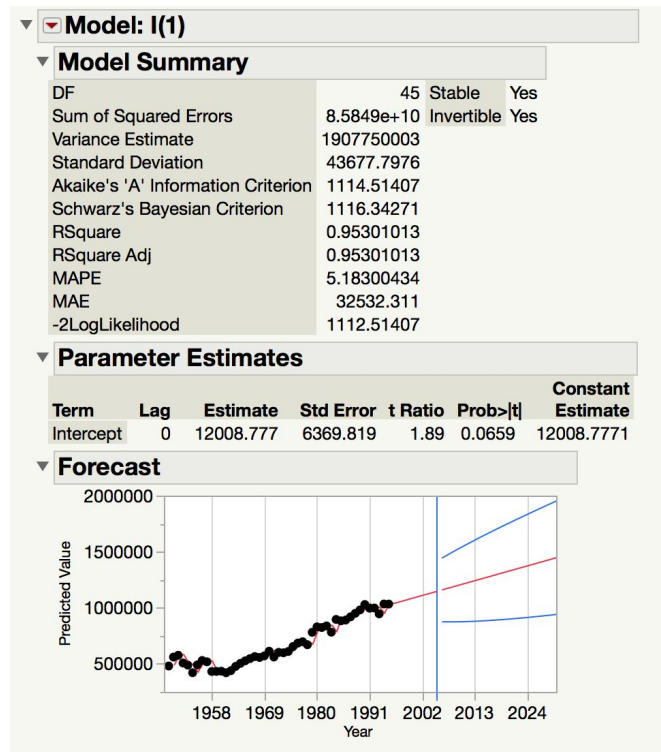 Model: I(1)
Model Summary
DF 45 Stable Yes
Sum of Squared Errors 8.5849e+10 Invertible Yes
Variance Estimate 1907750003
Standard Deviation 43677.7976
Akaike's 'A' Information Criterion 1114.51407
Schwarz's Bayesian Criterion 1116.34271
RSquare 0.95301013
RSquare Adj 0.95301013
MAPE 5.18300434
MAE 32532.311
-2LogLikelihood 1112.51407
Parameter Estimates
Constant
Term Lag Estimate Std Error t Ratio Prob>|t| Estimate
Intercept 0 12008.777 6369.819 1.89 0.0659 12008.7771
Forecast
2000000
1500000
1000000
500000
Predicted Value
1958 1969 1980 1991 2002 2013 2024
Year